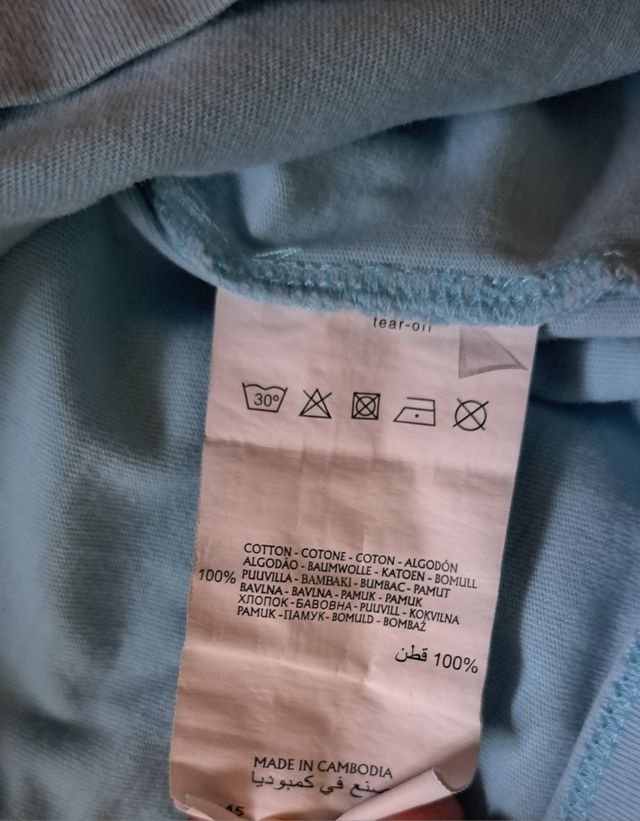 tear-off
30°
COTTON - COTONE - COTON - ALGODÓN
ALGODÃO - BAUMWOLLE - KATOEN - BOMULL
100% PUUVILLA - BAMBAKI - BUMBAC - PAMUT
BAVLNA - BAVLNA - PAMUK - PAMUK
ХЛОПОК - БАВОВНА - PUUVILL - KOKVILNA
PAMUK - ПАМУК - BOMULD - BOMBAŽ
100% قطن
MADE IN CAMBODIA
صنع في كمبوديا